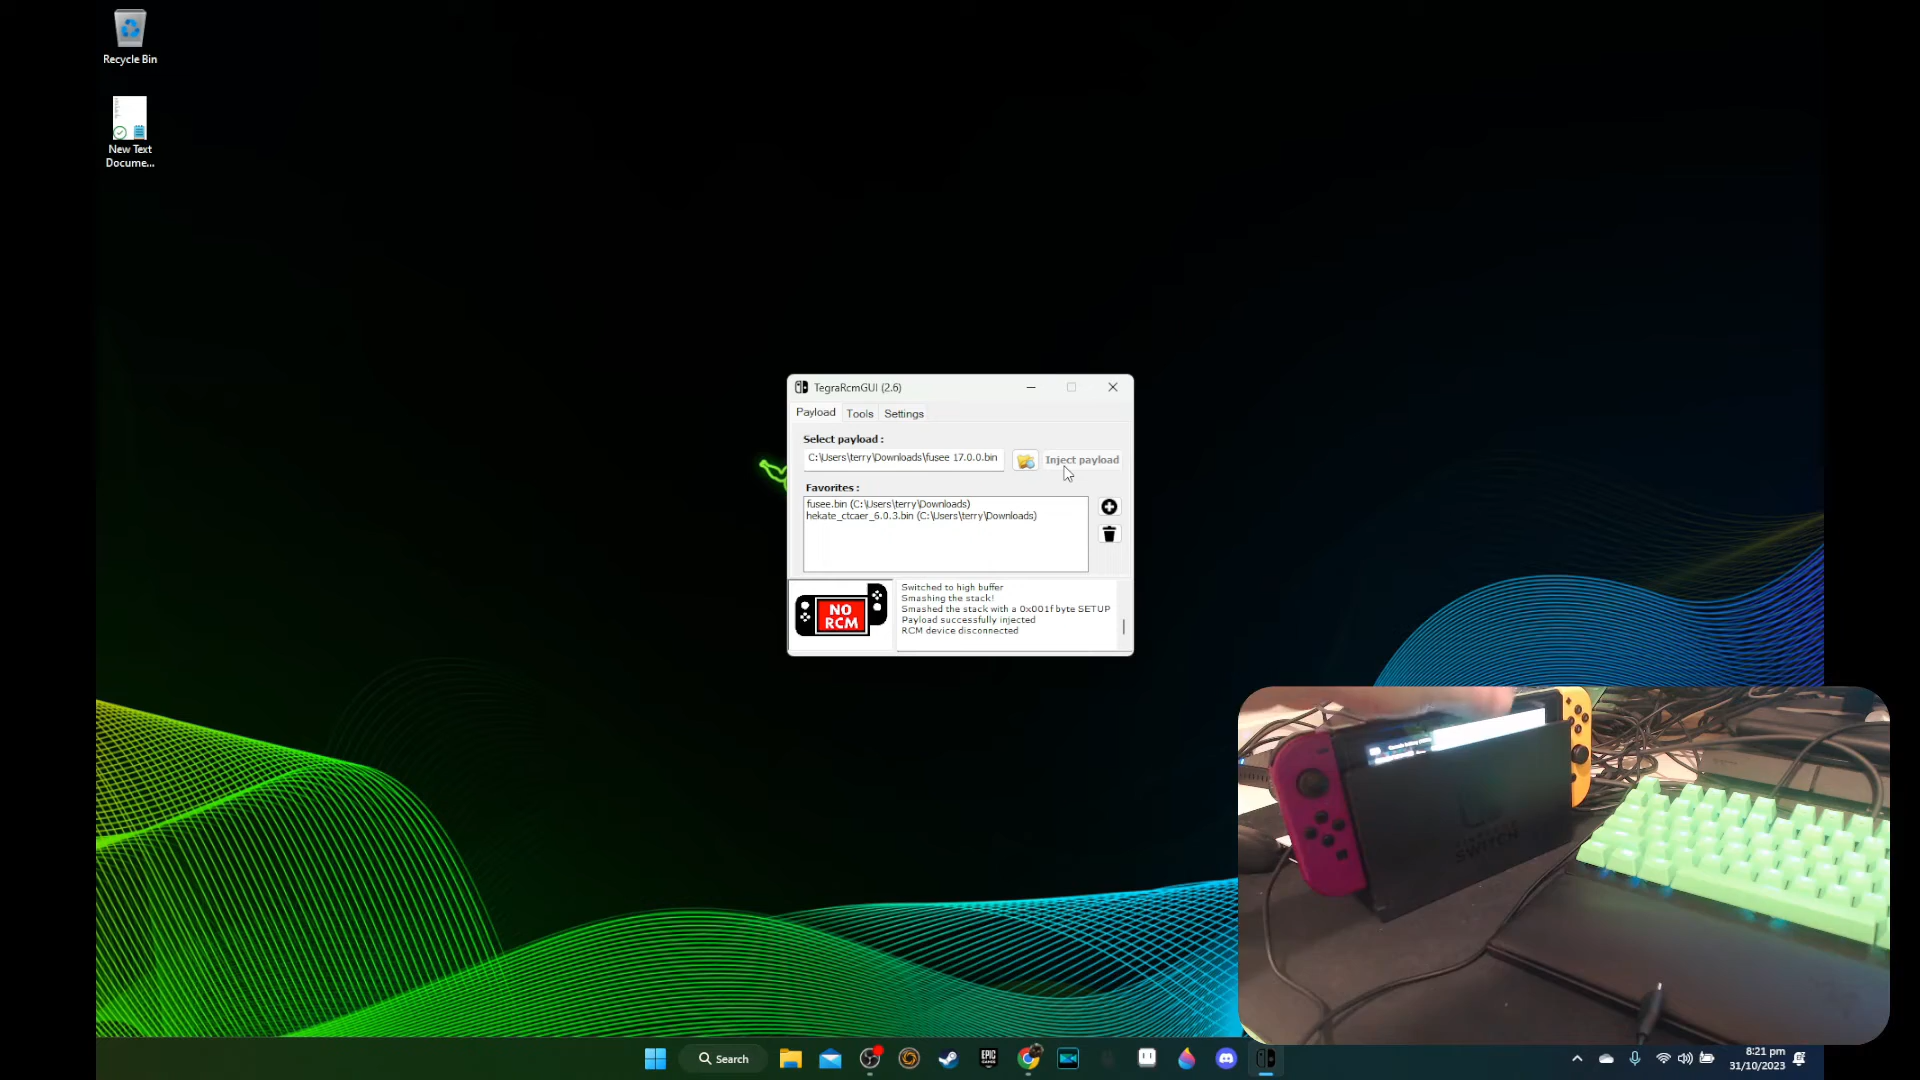 Recycle Bin
New Text
Docume...
TegraRcmGUI (2.6)
Payload Tools Settings
Select payload :
C:\Users\terry\Downloads\fusee 17.0.0.bin
Inject payload
Favorites :
fusee.bin (C:\Users\terry\Downloads)
hekate_ctcaer_6.0.3.bin (C:\Users\terry\Downloads)
NO
RCM
Switched to high buffer
Smashing the stack!
Smashed the stack with a 0x001f byte SETUP
Payload successfully injected
RCM device disconnected
SWITCH
Search
EPIC
GAMES
8:21 pm
31/10/2023